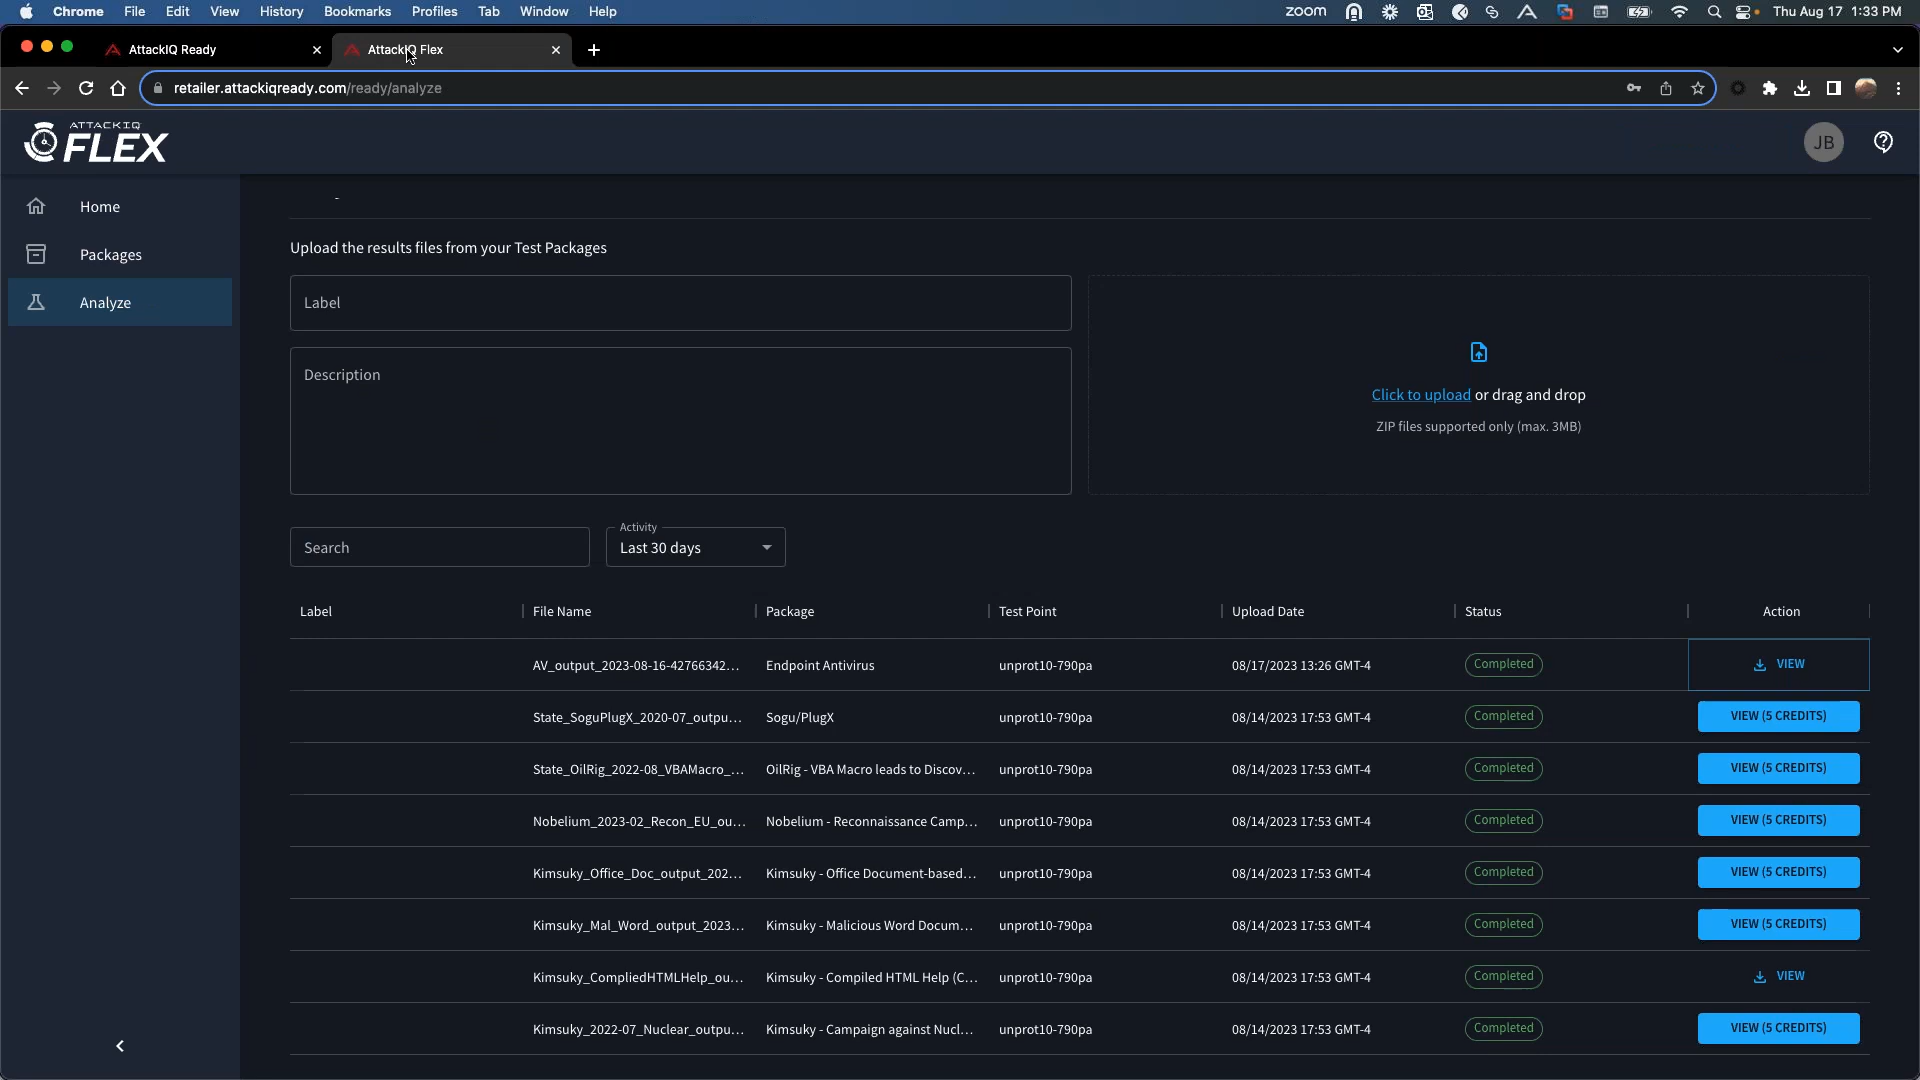 Chrome File Edit View History Bookmarks Profiles Tab Window Help zoom Thu Aug 17 1:33 PM
AttackIQ Ready AttackIQ Flex
retailer.attackiqready.com/ready/analyze
ATTACKIQ
FLEX
JB
Home
Packages
Analyze
Upload the results files from your Test Packages
Label
Description
Click to upload or drag and drop
ZIP files supported only (max. 3MB)
Search
Activity
Last 30 days
Label File Name Package Test Point Upload Date Status Action
AV_output_2023-08-16-42766342... Endpoint Antivirus unprot10-790pa 08/17/2023 13:26 GMT-4 Completed VIEW
State_SoguPlugX_2020-07_outpu... Sogu/PlugX unprot10-790pa 08/14/2023 17:53 GMT-4 Completed VIEW (5 CREDITS)
State_OilRig_2022-08_VBAMacro_... OilRig - VBA Macro leads to Discov... unprot10-790pa 08/14/2023 17:53 GMT-4 Completed VIEW (5 CREDITS)
Nobelium_2023-02_Recon_EU_ou... Nobelium - Reconnaissance Camp... unprot10-790pa 08/14/2023 17:53 GMT-4 Completed VIEW (5 CREDITS)
Kimsuky_Office_Doc_output_202... Kimsuky - Office Document-based... unprot10-790pa 08/14/2023 17:53 GMT-4 Completed VIEW (5 CREDITS)
Kimsuky_Mal_Word_output_2023... Kimsuky - Malicious Word Docum... unprot10-790pa 08/14/2023 17:53 GMT-4 Completed VIEW (5 CREDITS)
Kimsuky_CompliedHTMLHelp_ou... Kimsuky - Compiled HTML Help (C... unprot10-790pa 08/14/2023 17:53 GMT-4 Completed VIEW
Kimsuky_2022-07_Nuclear_outpu... Kimsuky - Campaign against Nucl... unprot10-790pa 08/14/2023 17:53 GMT-4 Completed VIEW (5 CREDITS)